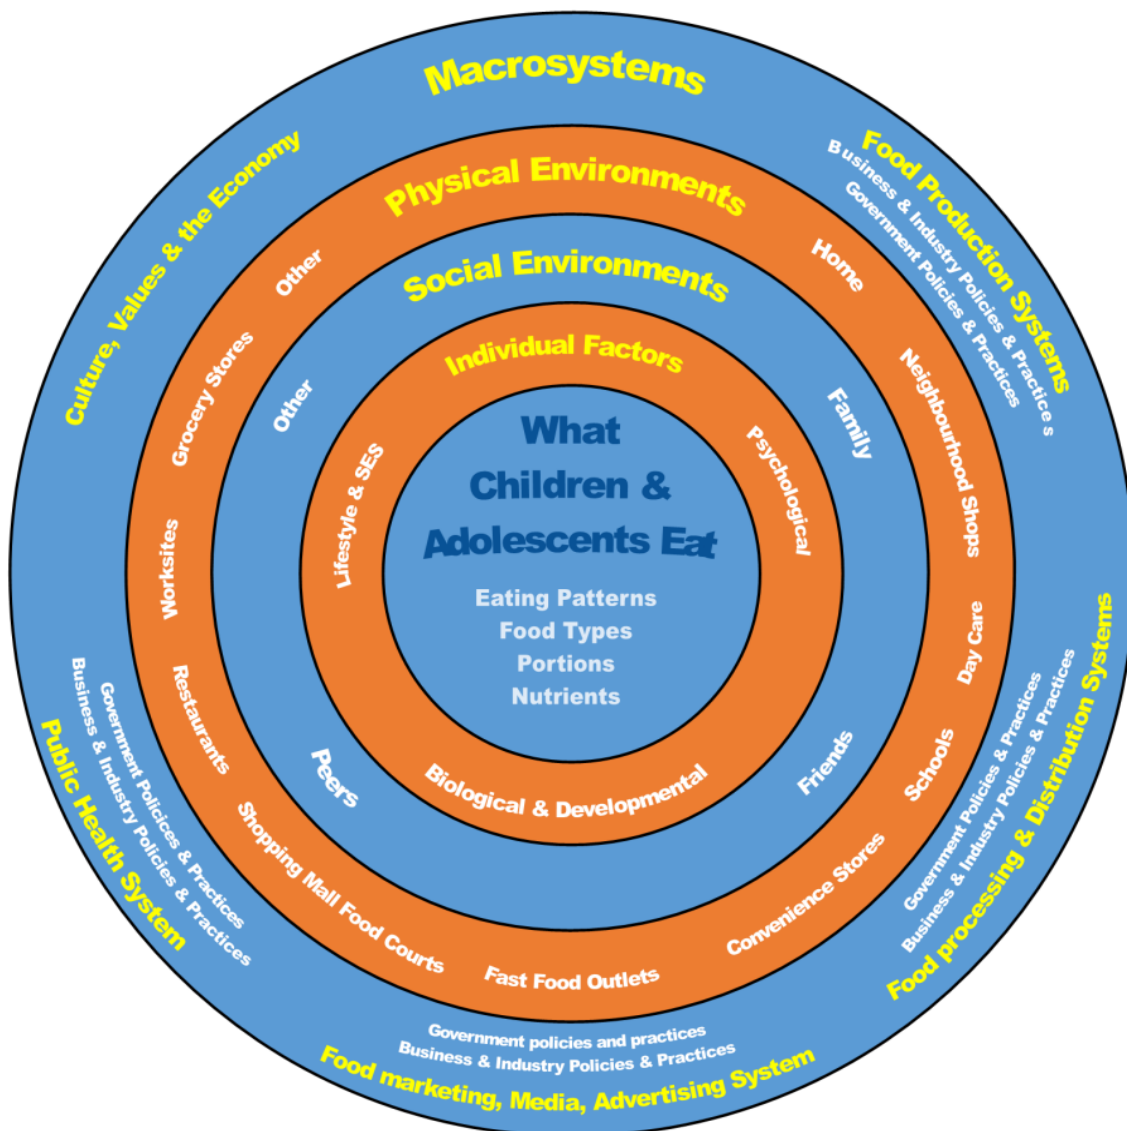 Macrosystems
Culture, Values & the Economy
Food Production Systems
Business & Industry Policies & Practices
Government Policies & Practices
Food processing & Distribution Systems
Business & Industry Policies & Practices
Government Policies & Practices
Food marketing, Media, Advertising System
Business & Industry Policies & Practices
Government policies and practices
Public Health System
Business & Industry Policies & Practices
Government Policices & Practices
Physical Environments
Home
Neighbourhood Shops
Day Care
Schools
Convenience Stores
Fast Food Outlets
Shopping Mall Food Courts
Restaurants
Worksites
Grocery Stores
Other
Social Environments
Family
Friends
Peers
Other
Individual Factors
Psychological
Biological & Developmental
Lifestyle & SES
What
Children &
Adolescents Eat
Eating Patterns
Food Types
Portions
Nutrients